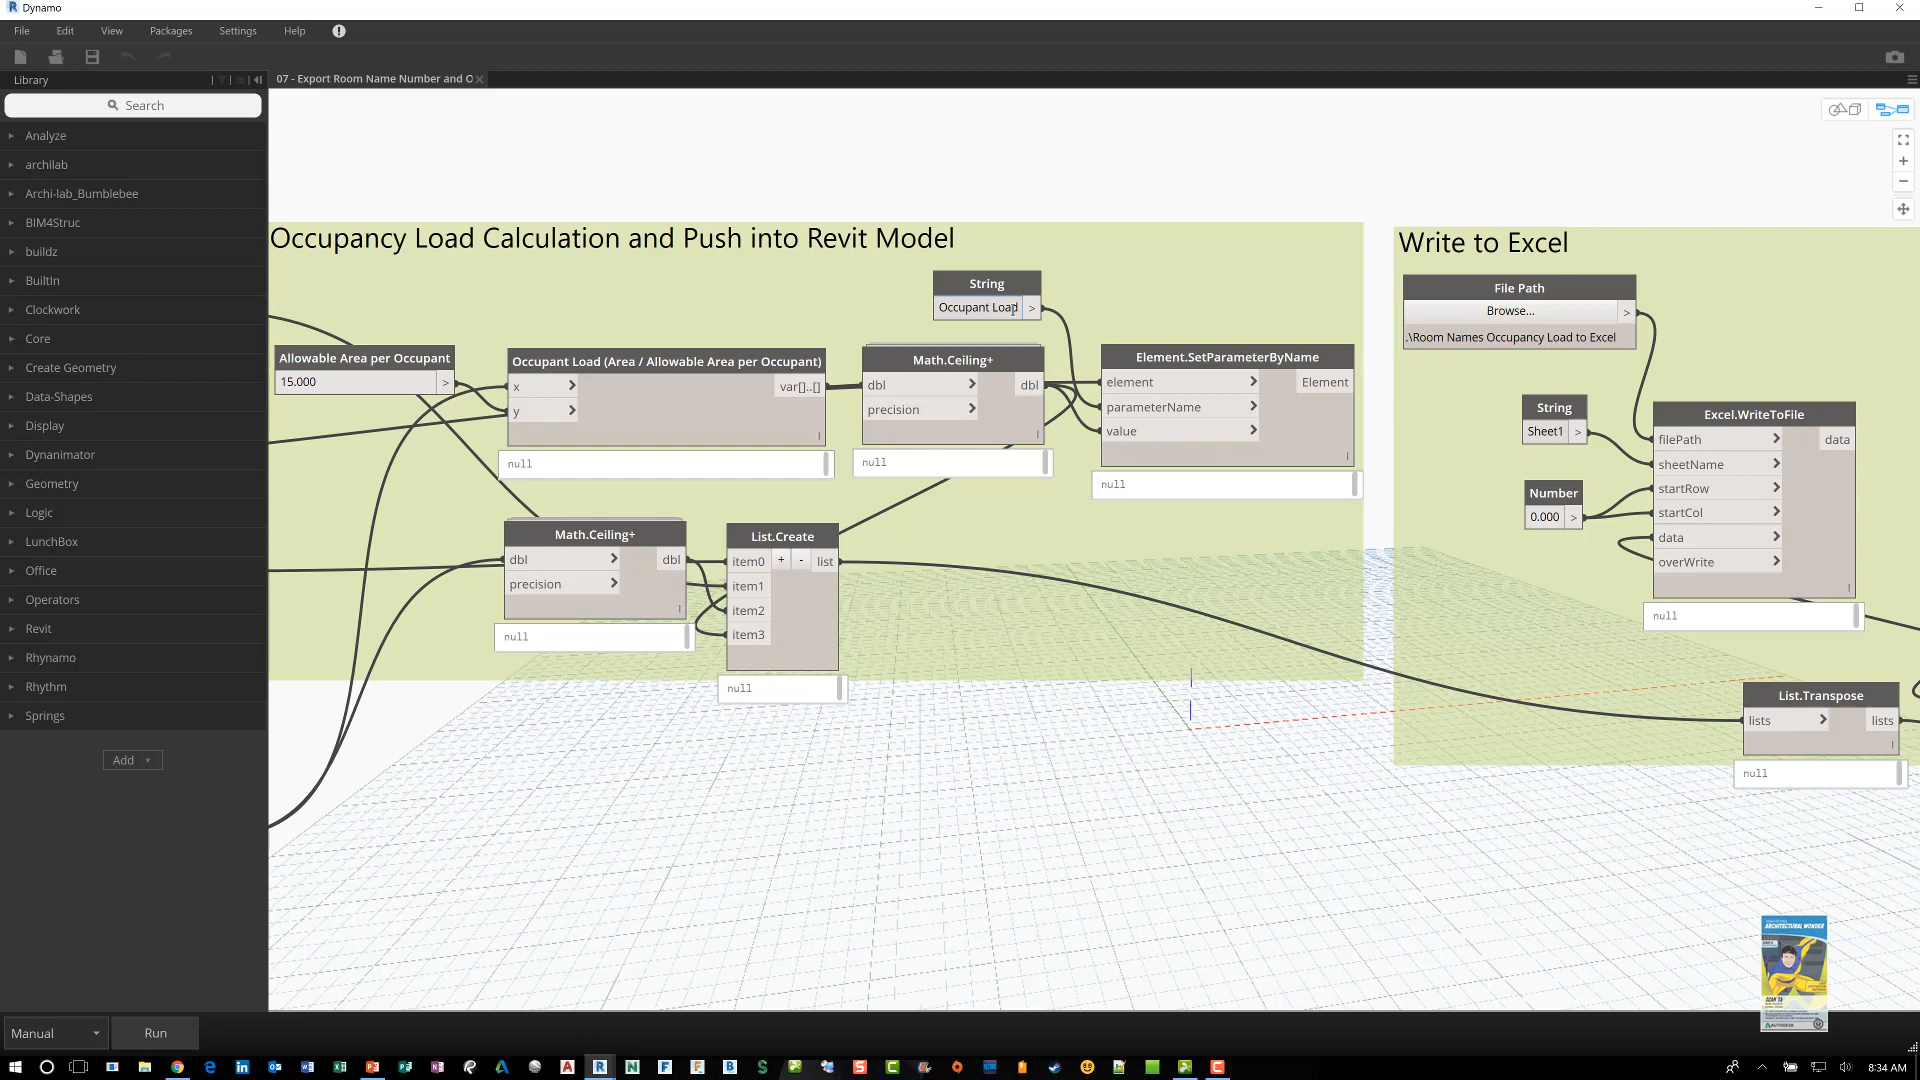 Dynamo
File Edit View Packages Settings Help
Library
07 - Export Room Name Number and O
Search
Analyze
archilab
Archi-lab_Bumblebee
BIM4Struc
buildz
BuiltIn
Clockwork
Core
Create Geometry
Data-Shapes
Display
Dynanimator
Geometry
Logic
LunchBox
Office
Operators
Revit
Rhynamo
Rhythm
Springs
Add
Manual
Run
Occupancy Load Calculation and Push into Revit Model
String
Occupant Load >
Allowable Area per Occupant
15.000 >
Occupant Load (Area / Allowable Area per Occupant)
x > var[]..[]
y >
null
Math.Ceiling+
dbl > dbl
precision >
null
Element.SetParameterByName
element > Element
parameterName >
value >
null
Math.Ceiling+
dbl > dbl
precision >
null
List.Create
item0 + - list
item1
item2
item3
null
Write to Excel
File Path
Browse... >
.\Room Names Occupancy Load to Excel
String
Sheet1 >
Number
0.000 >
Excel.WriteToFile
filePath > data
sheetName >
startRow >
startCol >
data >
overWrite >
null
List.Transpose
lists > lists
null
ARCHITECTURAL WONDER
AUTODESK
8:34 AM